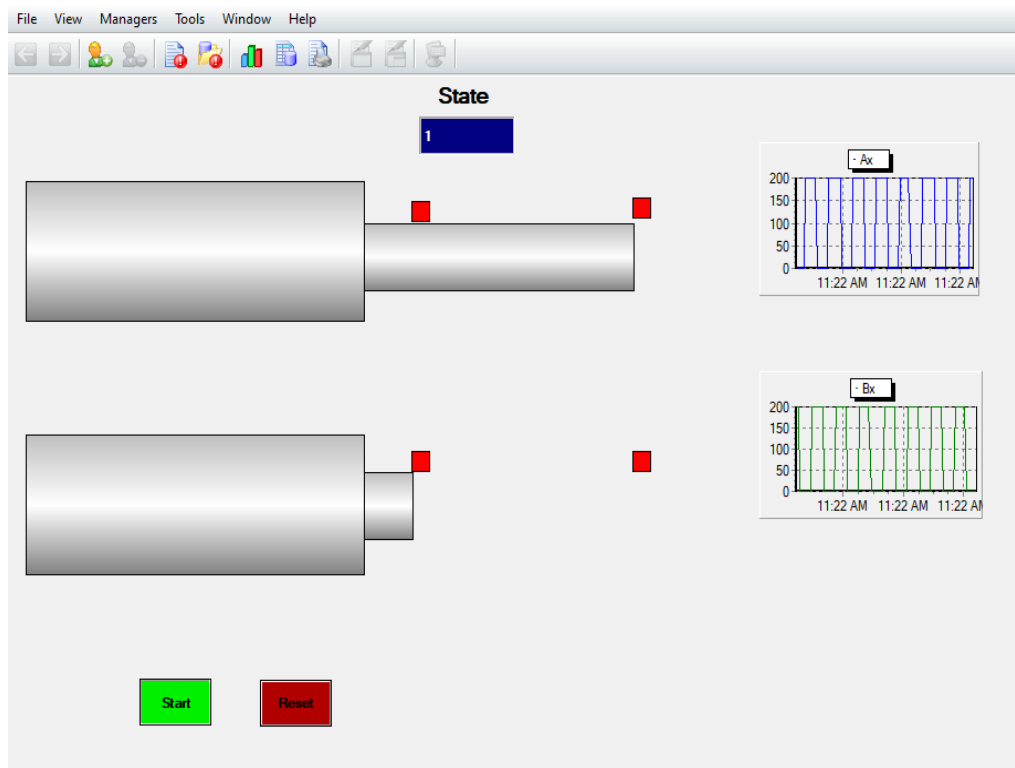 File View Managers Tools Window Help
State
1
- Ax
200
150
100
50
0
11:22 AM 11:22 AM 11:22 AM
- Bx
200
150
100
50
0
11:22 AM 11:22 AM 11:22 AM
Start Reset